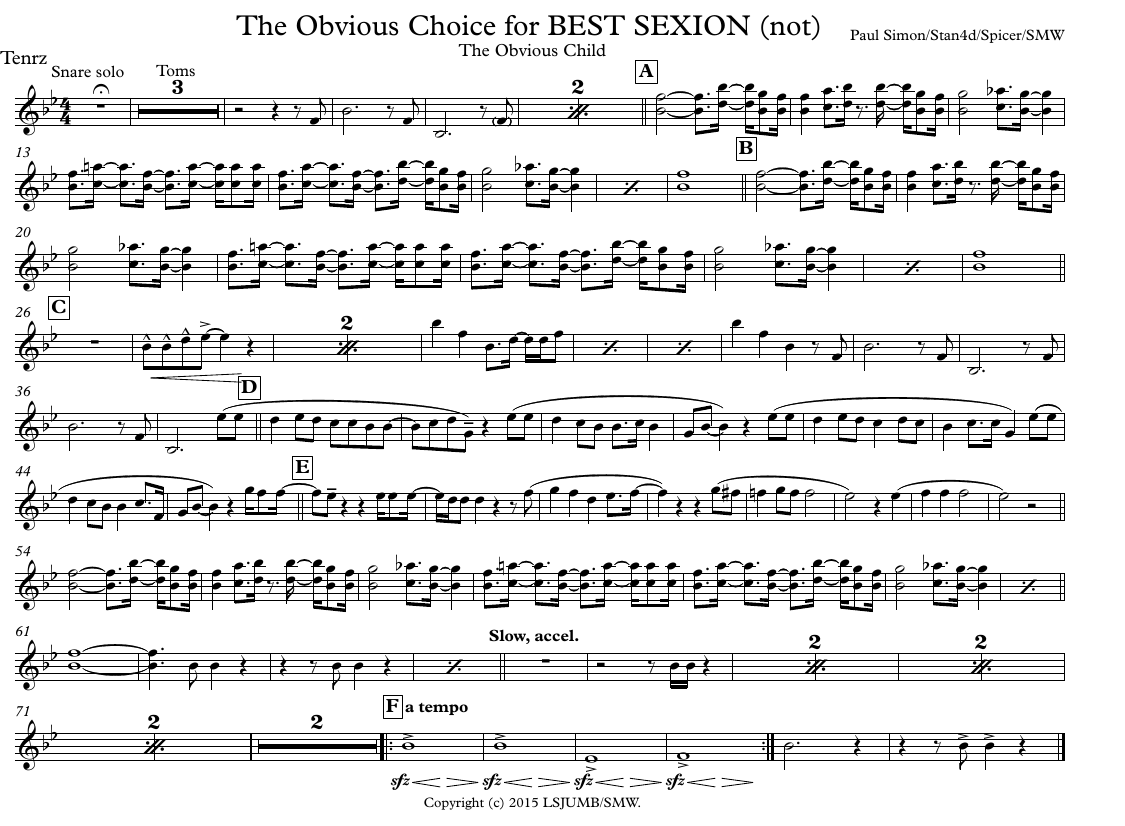 The Obvious Choice for BEST SEXION (not)
Paul Simon/Stan4d/Spicer/SMW
The Obvious Child
Tenrz
Snare solo
Toms
3
2
A
13
B
20
26
C
2
36
D
44
E
54
61
Slow, accel.
2
2
71
2
2
F a tempo
sfz sfz sfz sfz
Copyright (c) 2015 LSJUMB/SMW.